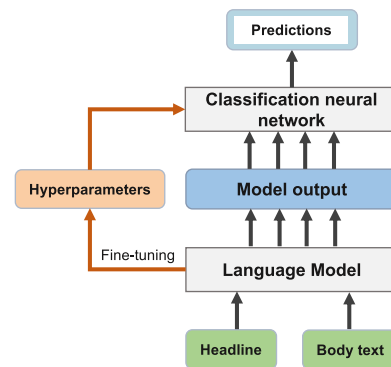 Predictions
Classification neural
network
Hyperparameters
Model output
Fine-tuning
Language Model
Headline
Body text